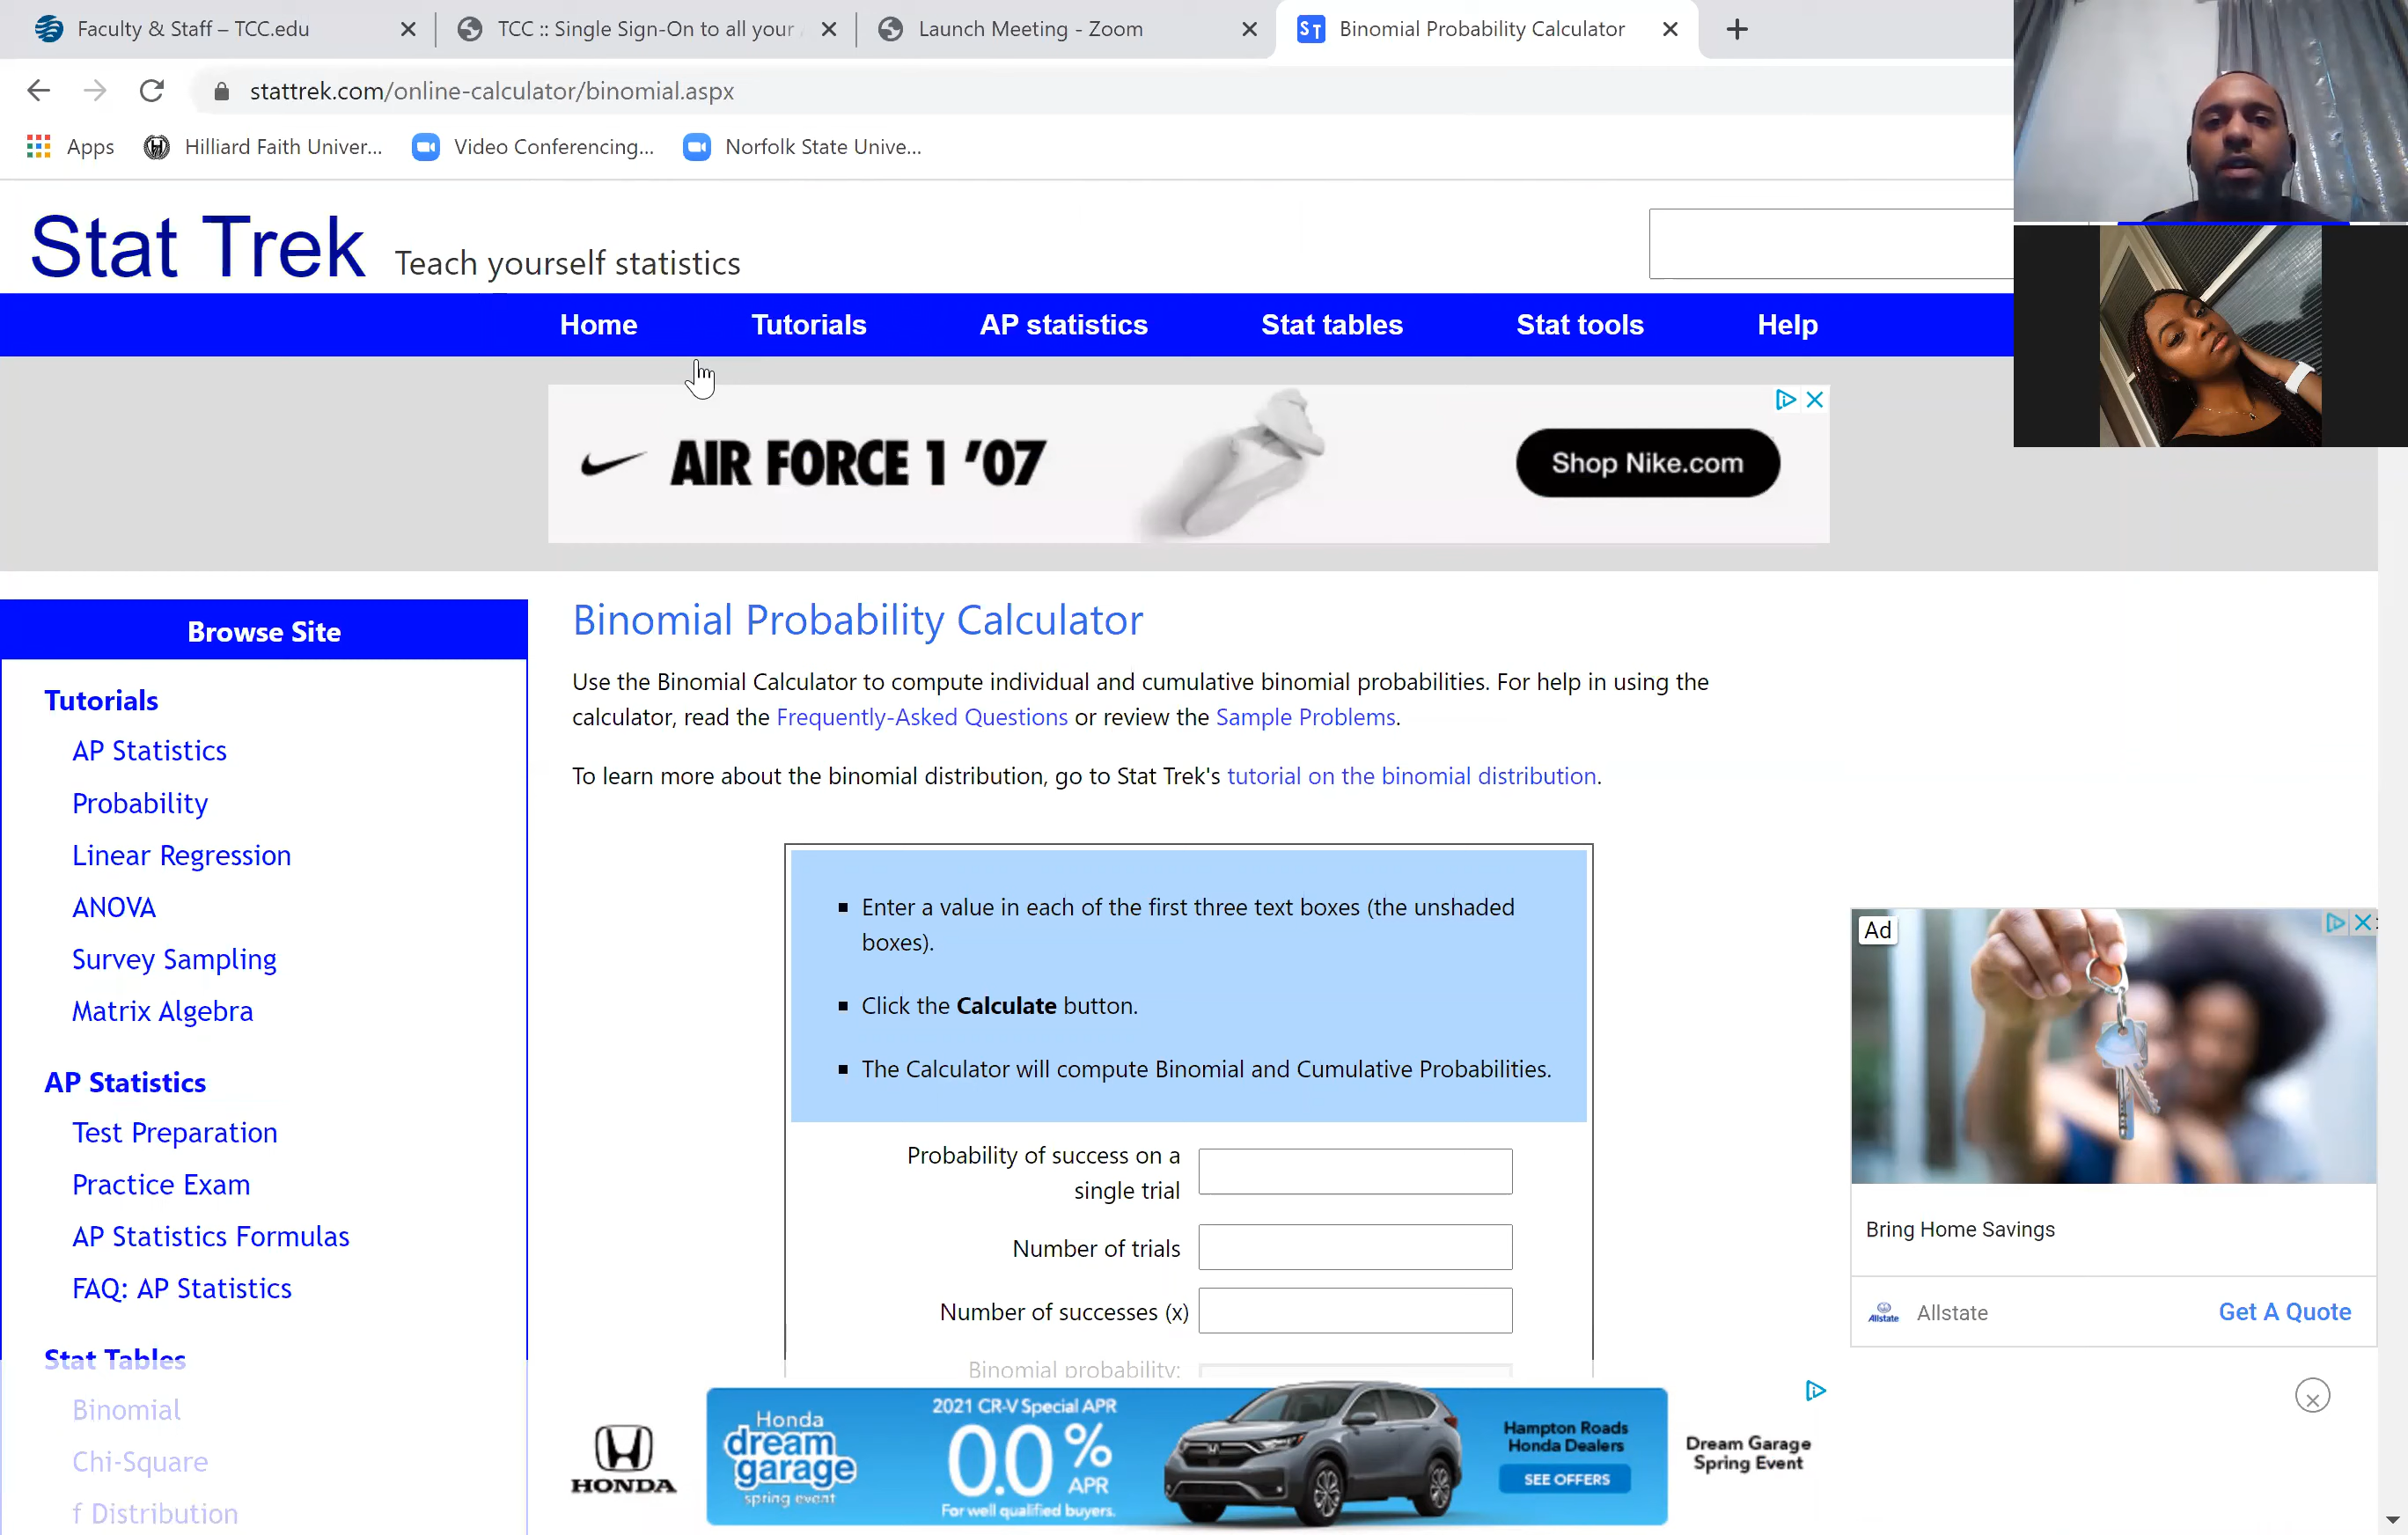 Faculty & Staff – TCC.edu
TCC :: Single Sign-On to all your
Launch Meeting - Zoom
ST Binomial Probability Calculator
stattrek.com/online-calculator/binomial.aspx
Apps
Hilliard Faith Univer...
Video Conferencing...
Norfolk State Unive...
Stat Trek
Teach yourself statistics
Home
Tutorials
AP statistics
Stat tables
Stat tools
Help
AIR FORCE 1 '07
Shop Nike.com
Browse Site
Tutorials
AP Statistics
Probability
Linear Regression
ANOVA
Survey Sampling
Matrix Algebra
AP Statistics
Test Preparation
Practice Exam
AP Statistics Formulas
FAQ: AP Statistics
Stat Tables
Binomial
Chi-Square
f Distribution
Binomial Probability Calculator
Use the Binomial Calculator to compute individual and cumulative binomial probabilities. For help in using the
calculator, read the Frequently-Asked Questions or review the Sample Problems.
To learn more about the binomial distribution, go to Stat Trek's tutorial on the binomial distribution.
▪ Enter a value in each of the first three text boxes (the unshaded
boxes).
▪ Click the Calculate button.
▪ The Calculator will compute Binomial and Cumulative Probabilities.
Probability of success on a
single trial
Number of trials
Number of successes (x)
Binomial probability:
Ad
Bring Home Savings
Allstate
Allstate
Get A Quote
HONDA
Honda
dream
garage
spring event
2021 CR-V Special APR
0.0%
APR
For well qualified buyers.
Hampton Roads
Honda Dealers
SEE OFFERS
Dream Garage
Spring Event